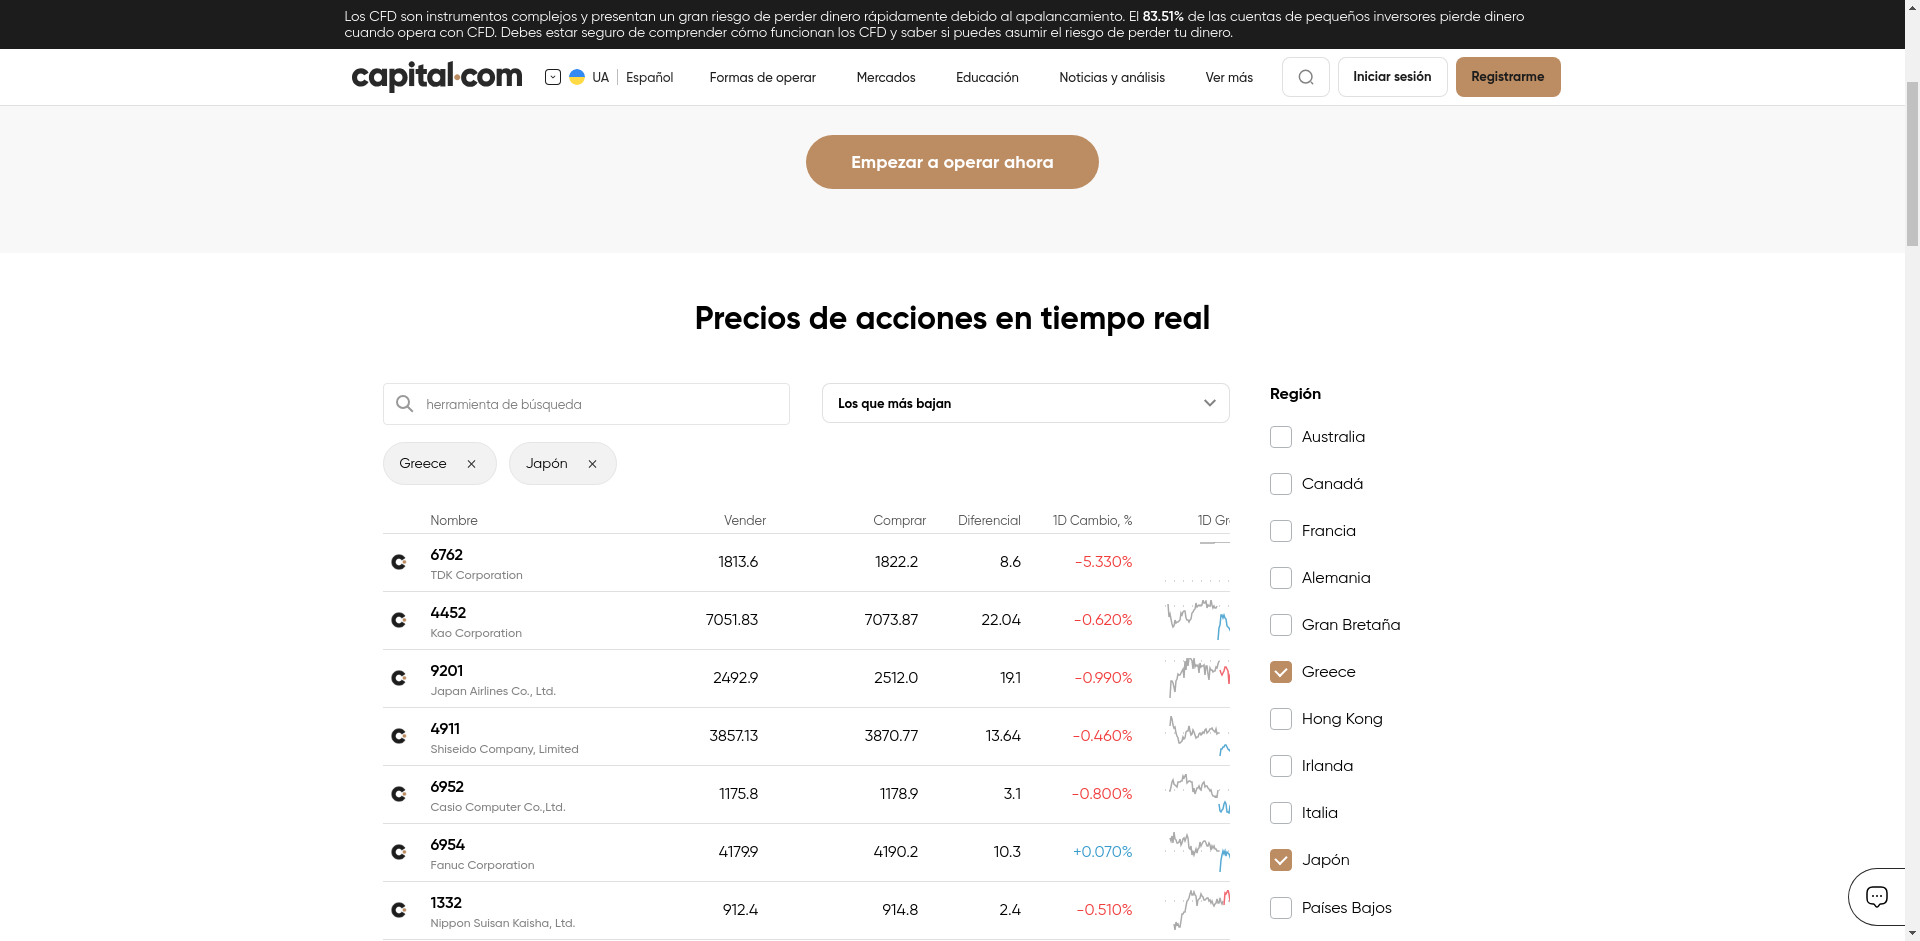 Los CFD son instrumentos complejos y presentan un gran riesgo de perder dinero rápidamente debido al apalancamiento. El 83.51% de las cuentas de pequeños inversores pierde dinero
cuando opera con CFD. Debes estar seguro de comprender cómo funcionan los CFD y saber si puedes asumir el riesgo de perder tu dinero.
capital.com UA Español Formas de operar Mercados Educación Noticias y análisis Ver más Iniciar sesión Registrarme
Empezar a operar ahora
Precios de acciones en tiempo real
herramienta de búsqueda
Los que más bajan
Greece
Japón
Nombre Vender Comprar Diferencial 1D Cambio, % 1D Gr
6762 1813.6 1822.2 8.6 -5.330%
TDK Corporation
4452 7051.83 7073.87 22.04 -0.620%
Kao Corporation
9201 2492.9 2512.0 19.1 -0.990%
Japan Airlines Co., Ltd.
4911 3857.13 3870.77 13.64 -0.460%
Shiseido Company, Limited
6952 1175.8 1178.9 3.1 -0.800%
Casio Computer Co.,Ltd.
6954 4179.9 4190.2 10.3 +0.070%
Fanuc Corporation
1332 912.4 914.8 2.4 -0.510%
Nippon Suisan Kaisha, Ltd.
Región
Australia
Canadá
Francia
Alemania
Gran Bretaña
Greece
Hong Kong
Irlanda
Italia
Japón
Países Bajos